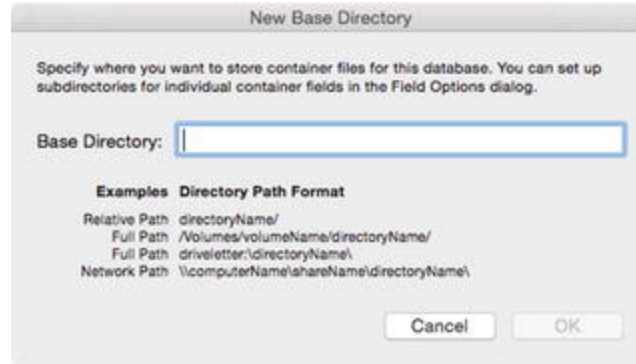 New Base Directory
Specify where you want to store container files for this database. You can set up
subdirectories for individual container fields in the Field Options dialog.
Base Directory:
Examples Directory Path Format
Relative Path directoryName/
Full Path /Volumes/volumeName/directoryName/
Full Path driveletter:\directoryName\
Network Path \\computerName\shareName\directoryName\
Cancel OK